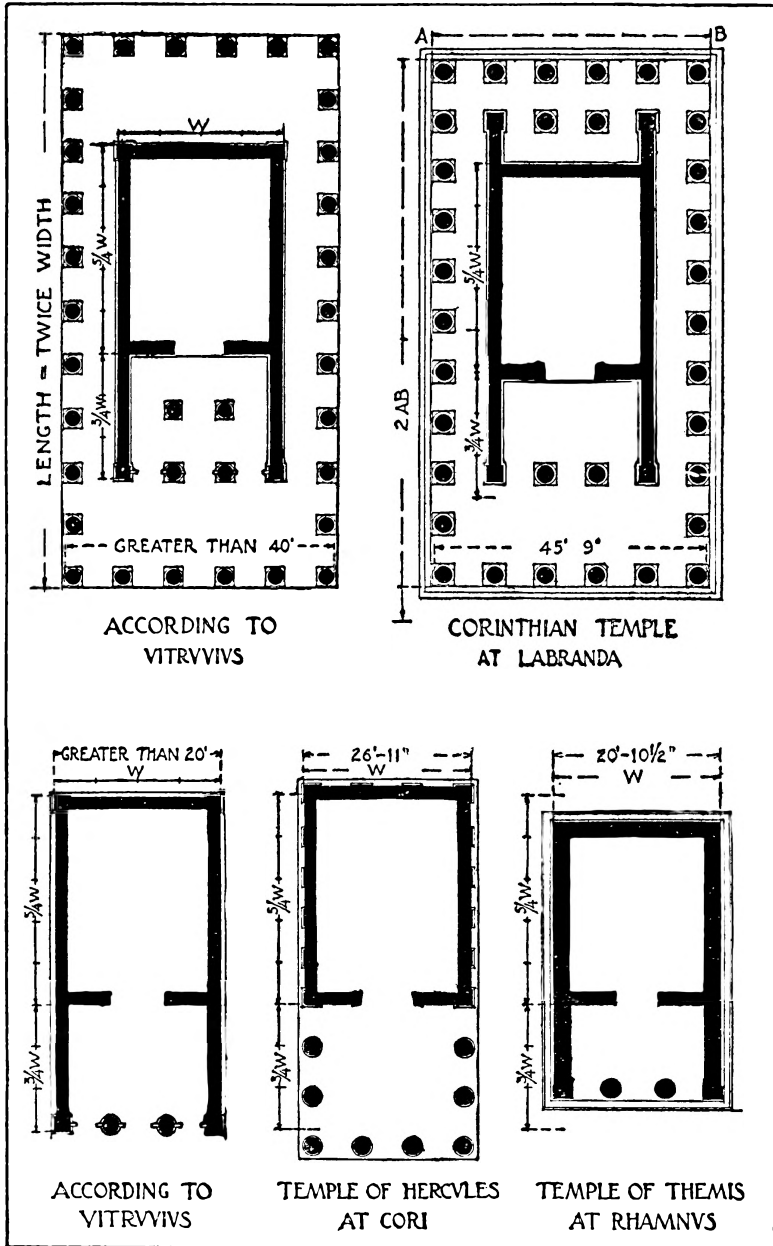 A B
W
LENGTH = TWICE WIDTH
5/4 W
3/4 W
GREATER THAN 40'
2 AB
5/4 W
3/4 W
45' 9"
ACCORDING TO
VITRVVIVS
CORINTHIAN TEMPLE
AT LABRANDA
GREATER THAN 20'
W
5/4 W
3/4 W
26'-11"
W
5/4 W
3/4 W
20'-10 1/2"
W
5/4 W
3/4 W
ACCORDING TO
VITRVVIVS
TEMPLE OF HERCVLES
AT CORI
TEMPLE OF THEMIS
AT RHAMNVS